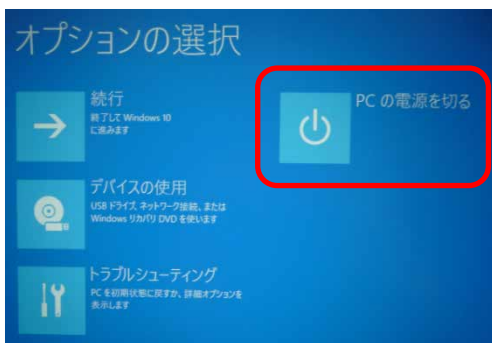 オプションの選択
続行
終了して Windows 10
に進みます
PC の電源を切る
デバイスの使用
USB ドライブ、ネットワーク接続、または
Windows リカバリ DVD を使います
トラブルシューティング
PC を初期状態に戻すか、詳細オプションを
表示します